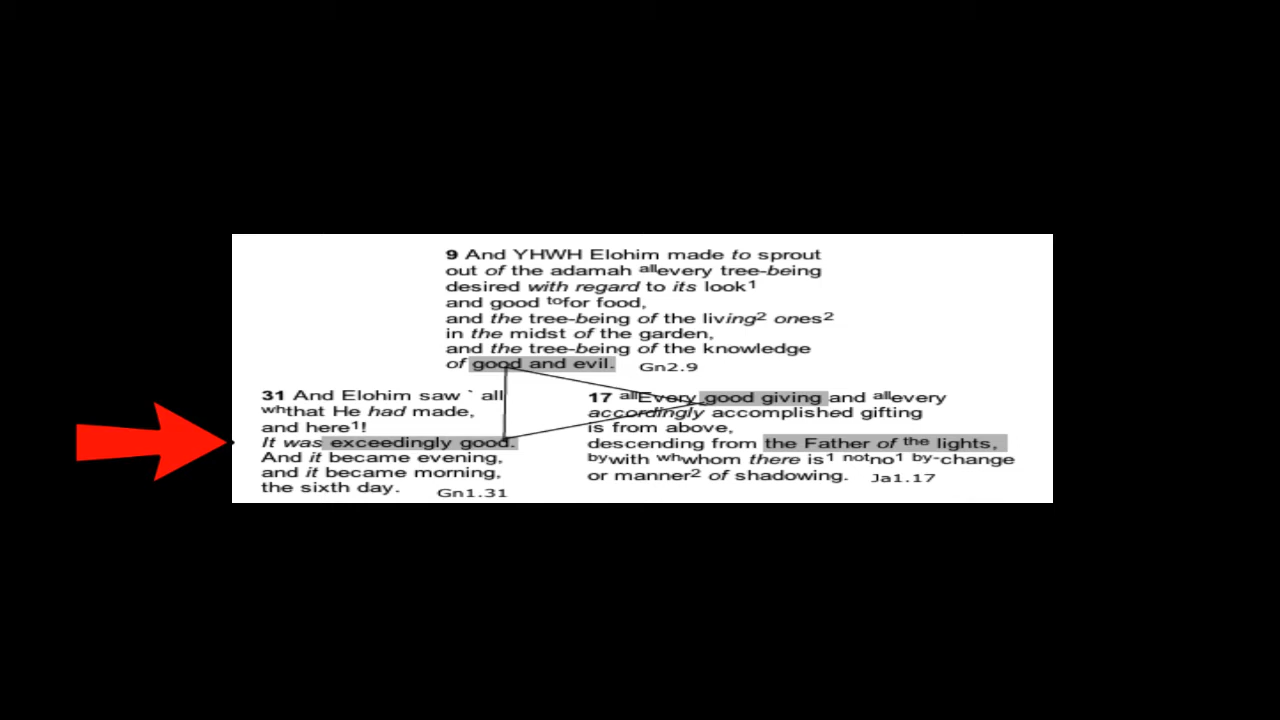 9 And YHWH Elohim made to sprout
out of the adamah allevery tree-being
desired with regard to its look1
and good tofor food,
and the tree-being of the living2 ones2
in the midst of the garden,
and the tree-being of the knowledge
of good and evil. Gn2.9
31 And Elohim saw ` all
whthat He had made,
and here1!
It was exceedingly good.
And it became evening,
and it became morning,
the sixth day. Gn1.31
17 allEvery good giving and allevery
accordingly accomplished gifting
is from above,
descending from the Father of the lights,
bywith whwhom there is1 notno1 by-change
or manner2 of shadowing. Ja1.17